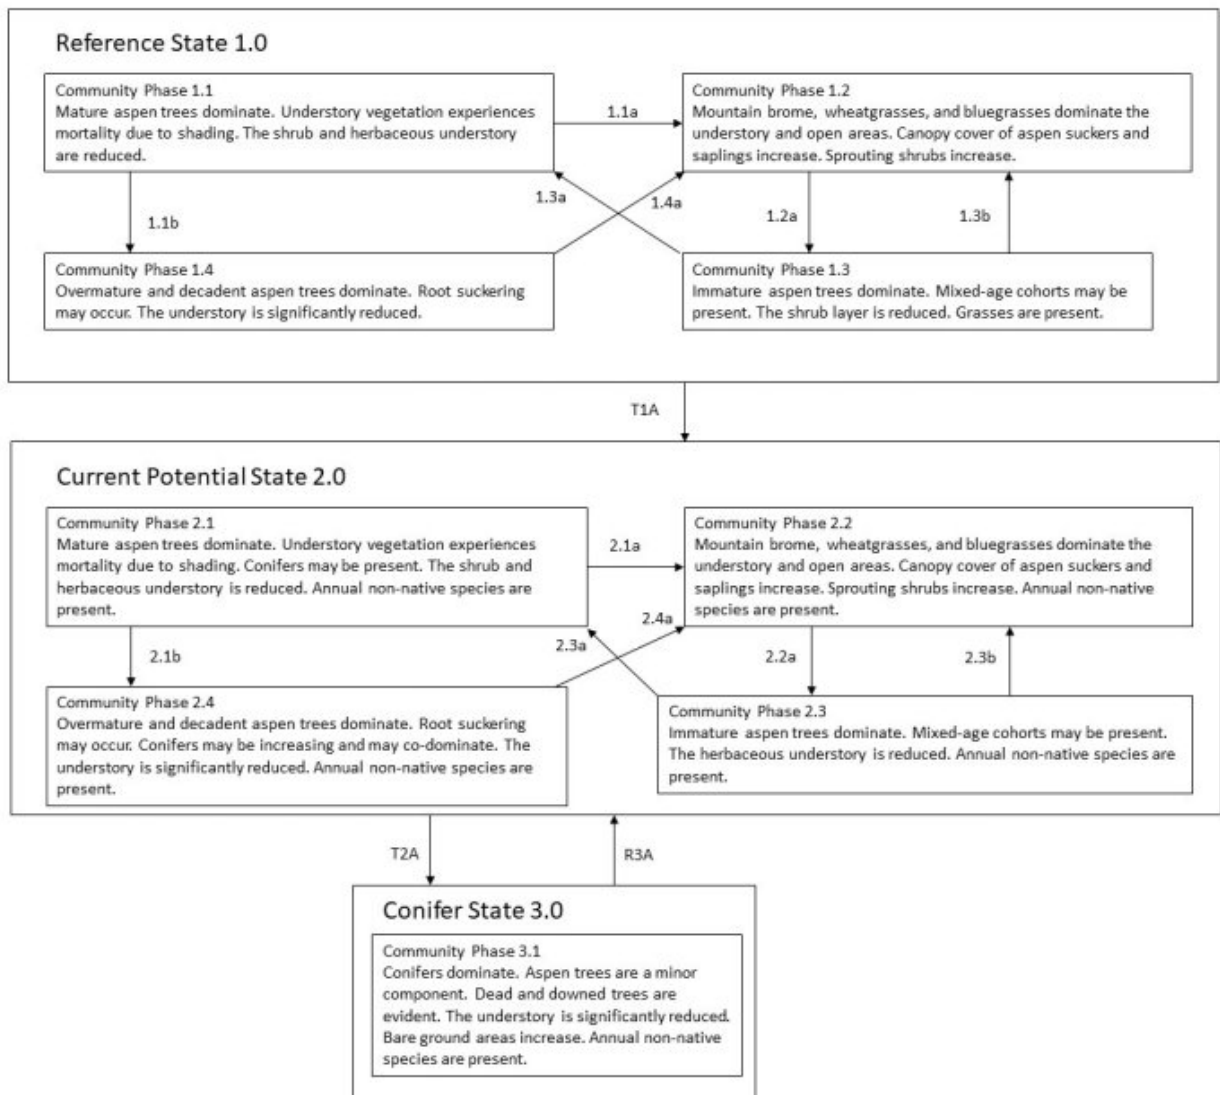 Reference State 1.0
Community Phase 1.1
Mature aspen trees dominate. Understory vegetation experiences
mortality due to shading. The shrub and herbaceous understory
are reduced.
1.1a
Community Phase 1.2
Mountain brome, wheatgrasses, and bluegrasses dominate the
understory and open areas. Canopy cover of aspen suckers and
saplings increase. Sprouting shrubs increase.
1.1b
1.3a
1.4a
1.2a
1.3b
Community Phase 1.4
Overmature and decadent aspen trees dominate. Root suckering
may occur. The understory is significantly reduced.
Community Phase 1.3
Immature aspen trees dominate. Mixed-age cohorts may be
present. The shrub layer is reduced. Grasses are present.
T1A
Current Potential State 2.0
Community Phase 2.1
Mature aspen trees dominate. Understory vegetation experiences
mortality due to shading. Conifers may be present. The shrub and
herbaceous understory is reduced. Annual non-native species are
present.
2.1a
Community Phase 2.2
Mountain brome, wheatgrasses, and bluegrasses dominate the
understory and open areas. Canopy cover of aspen suckers and
saplings increase. Sprouting shrubs increase. Annual non-native
species are present.
2.1b
2.3a
2.4a
2.2a
2.3b
Community Phase 2.4
Overmature and decadent aspen trees dominate. Root suckering
may occur. Conifers may be increasing and may co-dominate. The
understory is significantly reduced. Annual non-native species are
present.
Community Phase 2.3
Immature aspen trees dominate. Mixed-age cohorts may be present.
The herbaceous understory is reduced. Annual non-native species are
present.
T2A
R3A
Conifer State 3.0
Community Phase 3.1
Conifers dominate. Aspen trees are a minor
component. Dead and downed trees are
evident. The understory is significantly reduced.
Bare ground areas increase. Annual non-native
species are present.